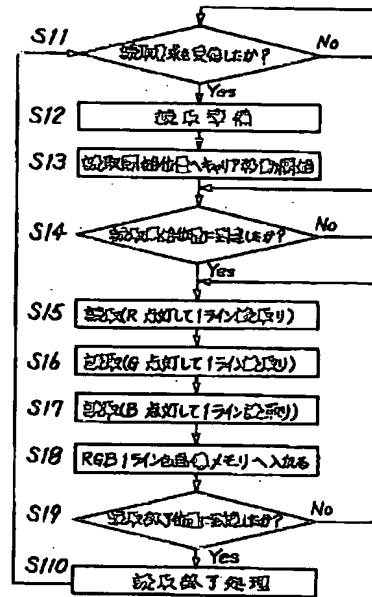 S11 読取要求を受信したか? No
Yes
S12 読取準備
S13 読取開始位置へキャリア移動開始
S14 読取開始位置に到達したか? No
Yes
S15 読取(R 点灯して1ライン読取り)
S16 読取(G 点灯して1ライン読取り)
S17 読取(B 点灯して1ライン読取り)
S18 RGB 1ライン メモリへ入れる
S19 読取終了位置に到達したか? No
Yes
S110 読取終了処理